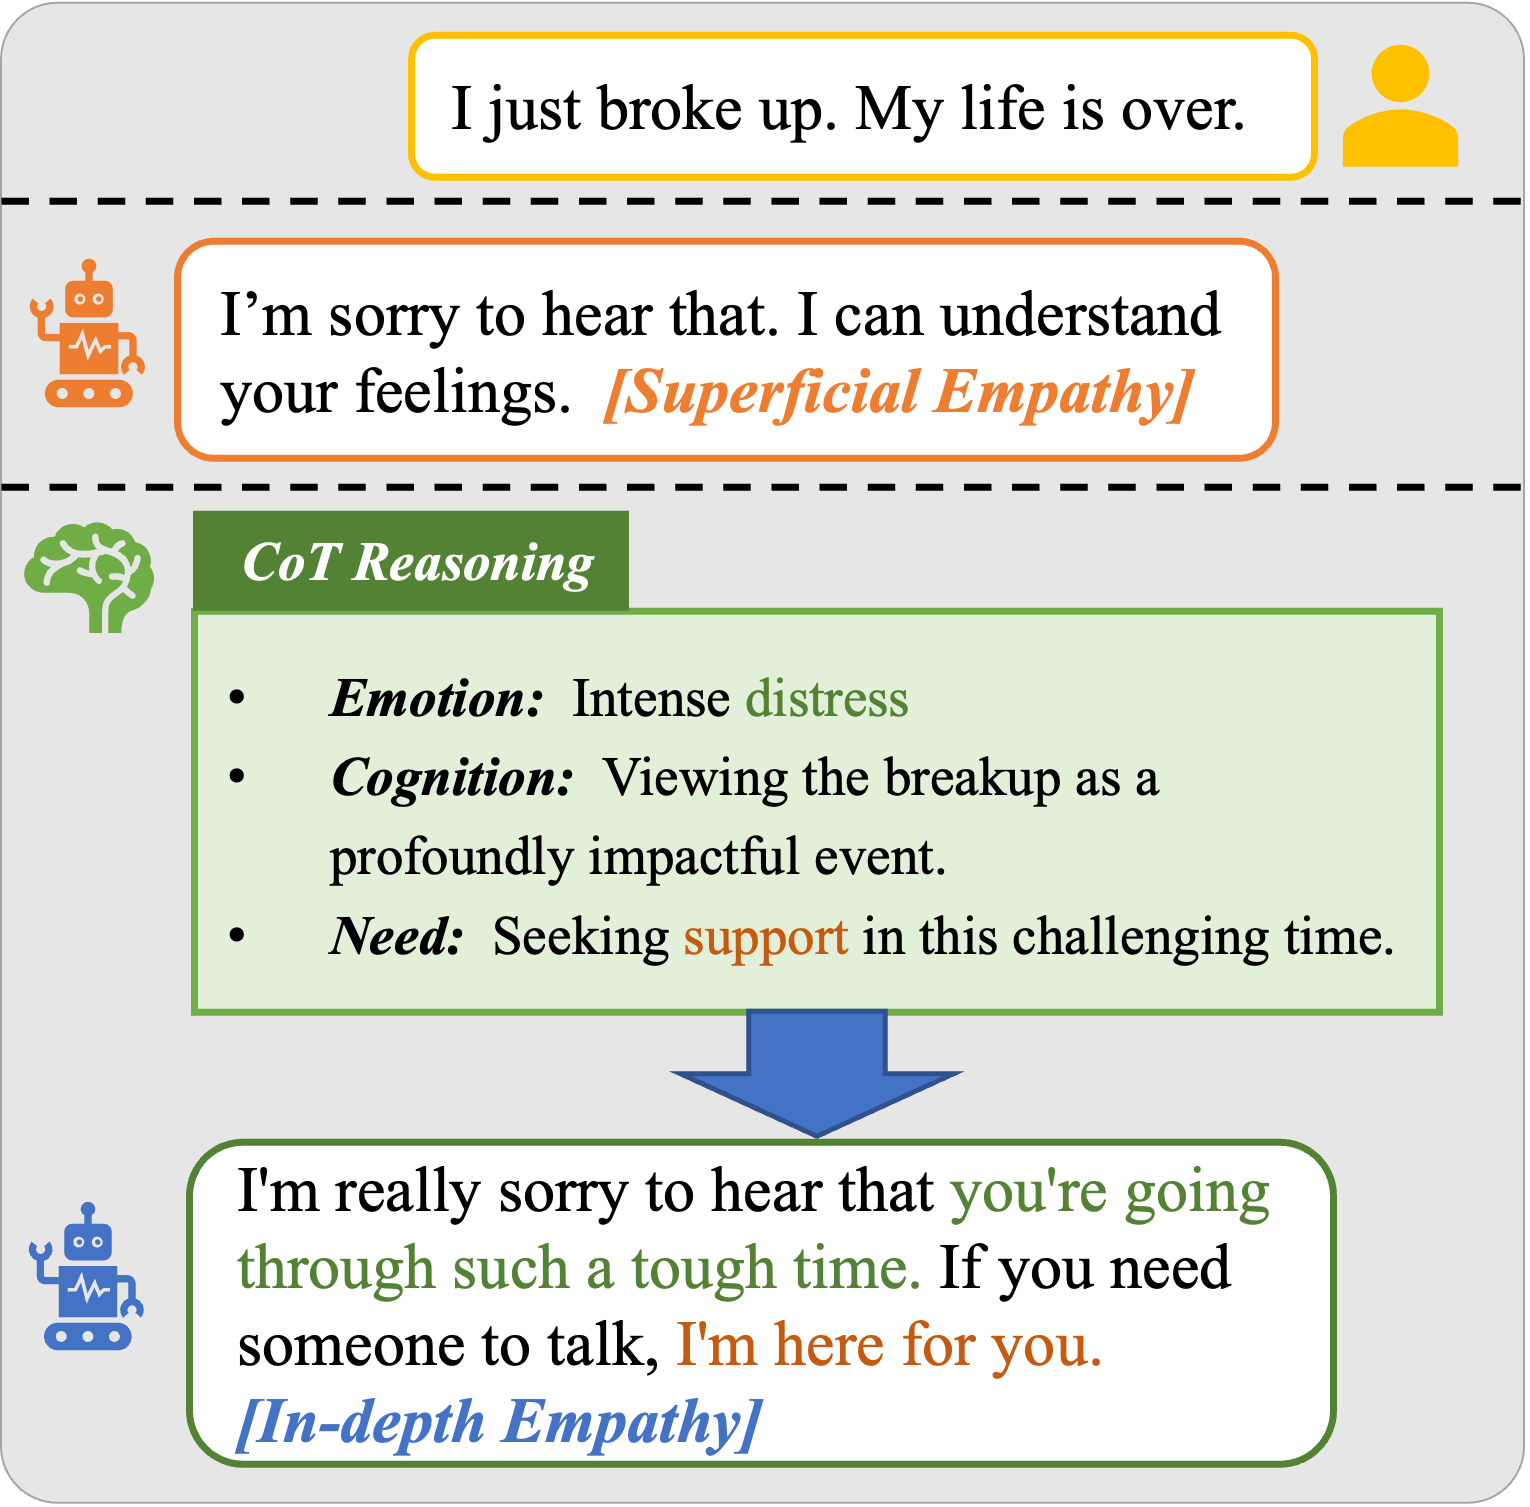 I just broke up. My life is over.
I’m sorry to hear that. I can understand
your feelings. [Superficial Empathy]
CoT Reasoning
• Emotion: Intense distress
• Cognition: Viewing the breakup as a
profoundly impactful event.
• Need: Seeking support in this challenging time.
I'm really sorry to hear that you're going
through such a tough time. If you need
someone to talk, I'm here for you.
[In-depth Empathy]